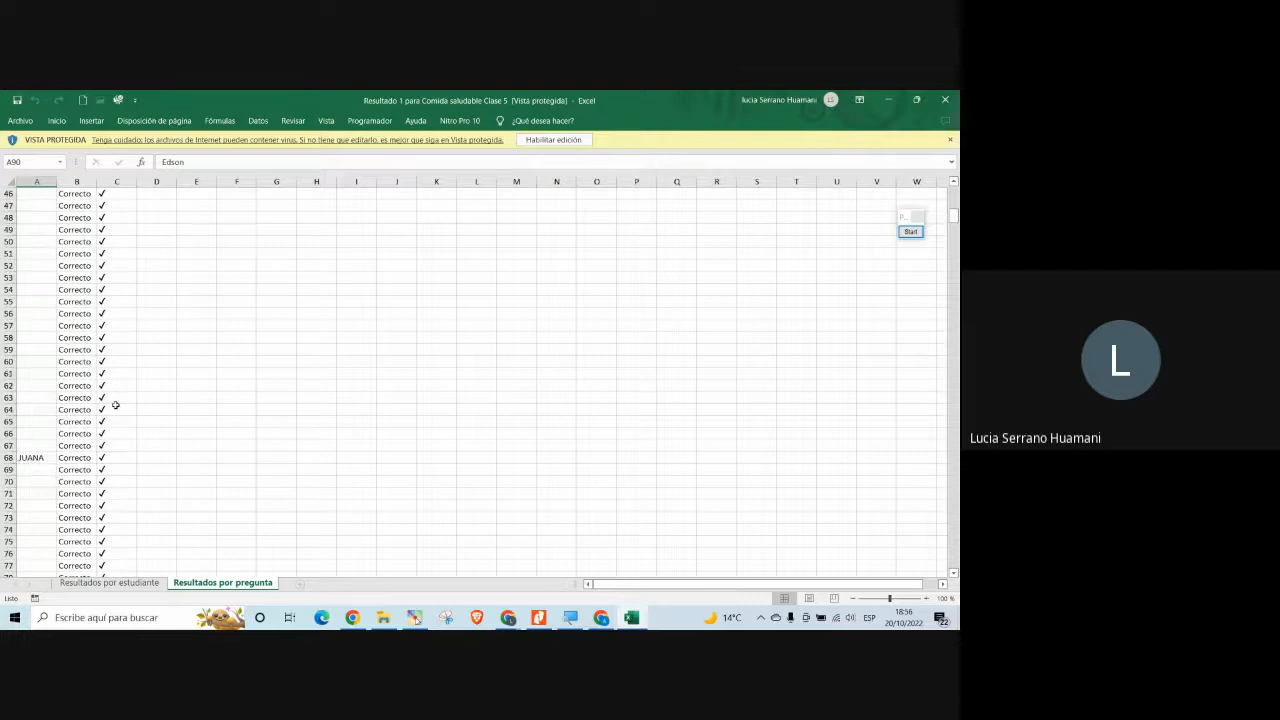 Resultado 1 para Comida saludable Clase 5 [Vista protegida] - Excel
lucia Serrano Huamani
LS
Archivo Inicio Insertar Disposición de página Fórmulas Datos Revisar Vista Programador Ayuda Nitro Pro 10 ¿Qué desea hacer?
VISTA PROTEGIDA Tenga cuidado: los archivos de Internet pueden contener virus. Si no tiene que editarlo, es mejor que siga en Vista protegida. Habilitar edición
A90 fx Edson
A B C D E F G H I J K L M N O P Q R S T U V W
46 Correcto ✓
47 Correcto ✓
48 Correcto ✓
49 Correcto ✓
50 Correcto ✓
51 Correcto ✓
52 Correcto ✓
53 Correcto ✓
54 Correcto ✓
55 Correcto ✓
56 Correcto ✓
57 Correcto ✓
58 Correcto ✓
59 Correcto ✓
60 Correcto ✓
61 Correcto ✓
62 Correcto ✓
63 Correcto ✓
64 Correcto ✓
65 Correcto ✓
66 Correcto ✓
67 Correcto ✓
68 JUANA Correcto ✓
69 Correcto ✓
70 Correcto ✓
71 Correcto ✓
72 Correcto ✓
73 Correcto ✓
74 Correcto ✓
75 Correcto ✓
76 Correcto ✓
77 Correcto ✓
Start
Resultados por estudiante Resultados por pregunta
Listo
100 %
Escribe aquí para buscar
14°C
ESP
18:56
20/10/2022
22
L
Lucia Serrano Huamani